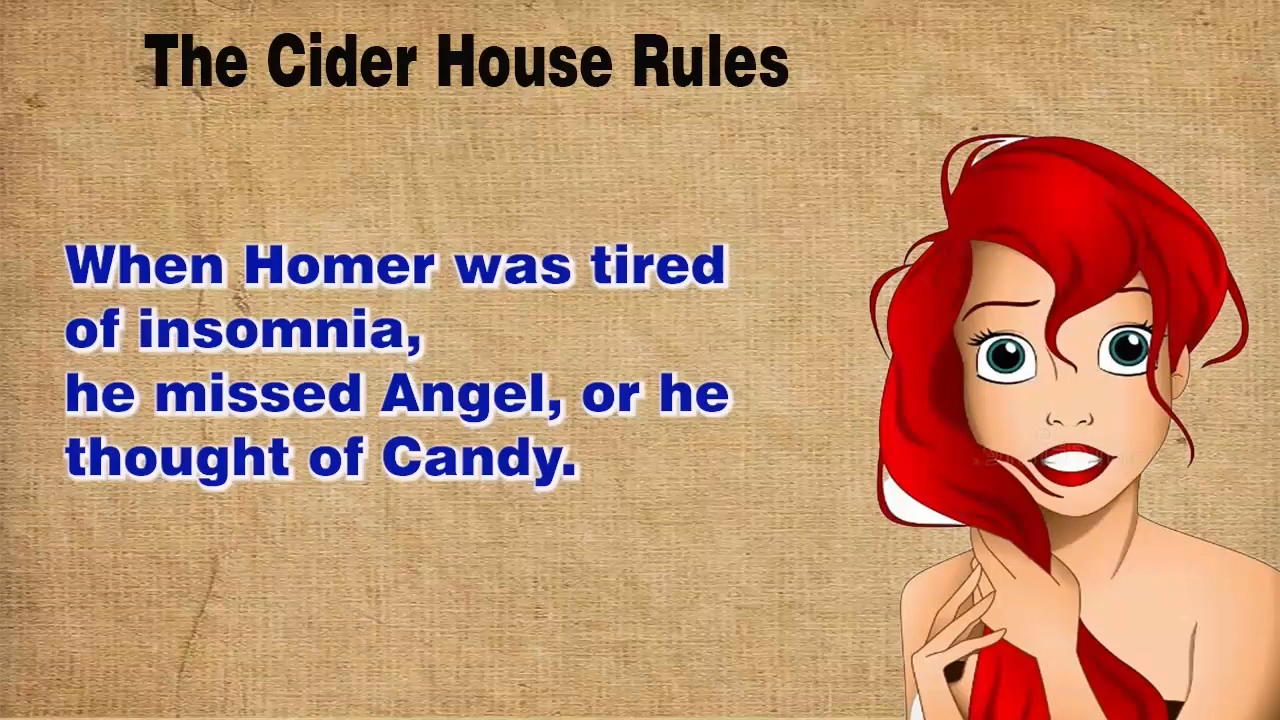 The Cider House Rules
When Homer was tired
of insomnia,
he missed Angel, or he
thought of Candy.